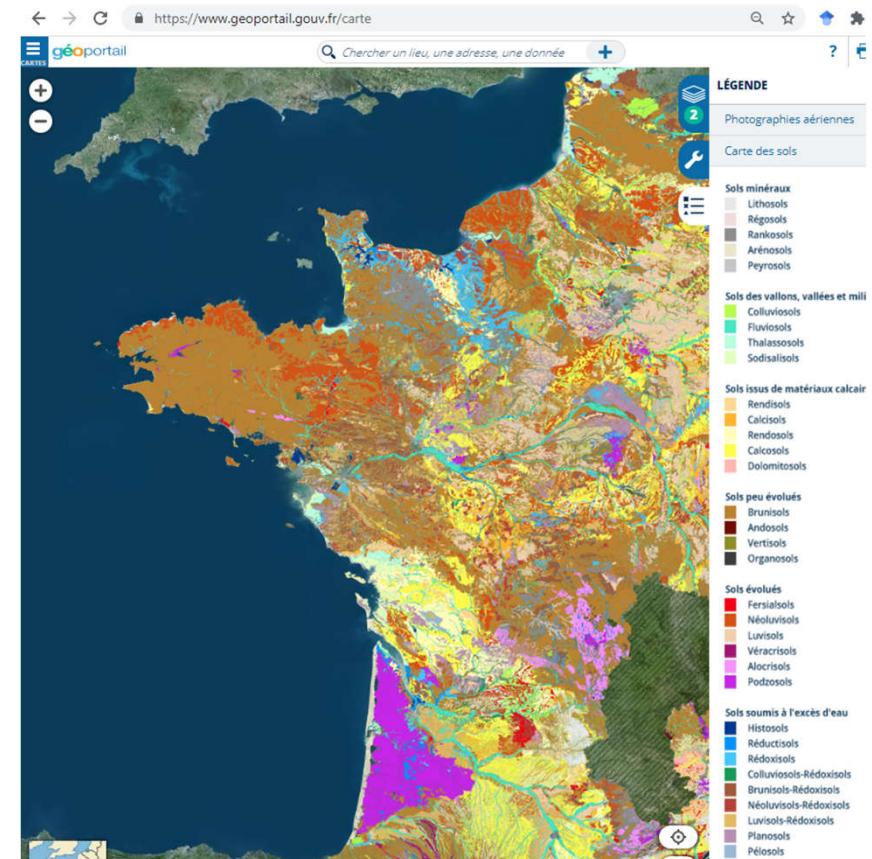 https://www.geoportail.gouv.fr/carte
CARTES
géoportail
Chercher un lieu, une adresse, une donnée
+
?
+
−
2
LÉGENDE
Photographies aériennes
Carte des sols
Sols minéraux
Lithosols
Régosols
Rankosols
Arénosols
Peyrosols
Sols des vallons, vallées et mili
Colluviosols
Fluviosols
Thalassosols
Sodisalisols
Sols issus de matériaux calcair
Rendisols
Calcisols
Rendosols
Calcosols
Dolomitosols
Sols peu évolués
Brunisols
Andosols
Vertisols
Organosols
Sols évolués
Fersialsols
Néoluvisols
Luvisols
Véracrisols
Alocrisols
Podzosols
Sols soumis à l'excès d'eau
Histosols
Réductisols
Rédoxisols
Colluviosols-Rédoxisols
Brunisols-Rédoxisols
Néoluvisols-Rédoxisols
Luvisols-Rédoxisols
Planosols
Pélosols